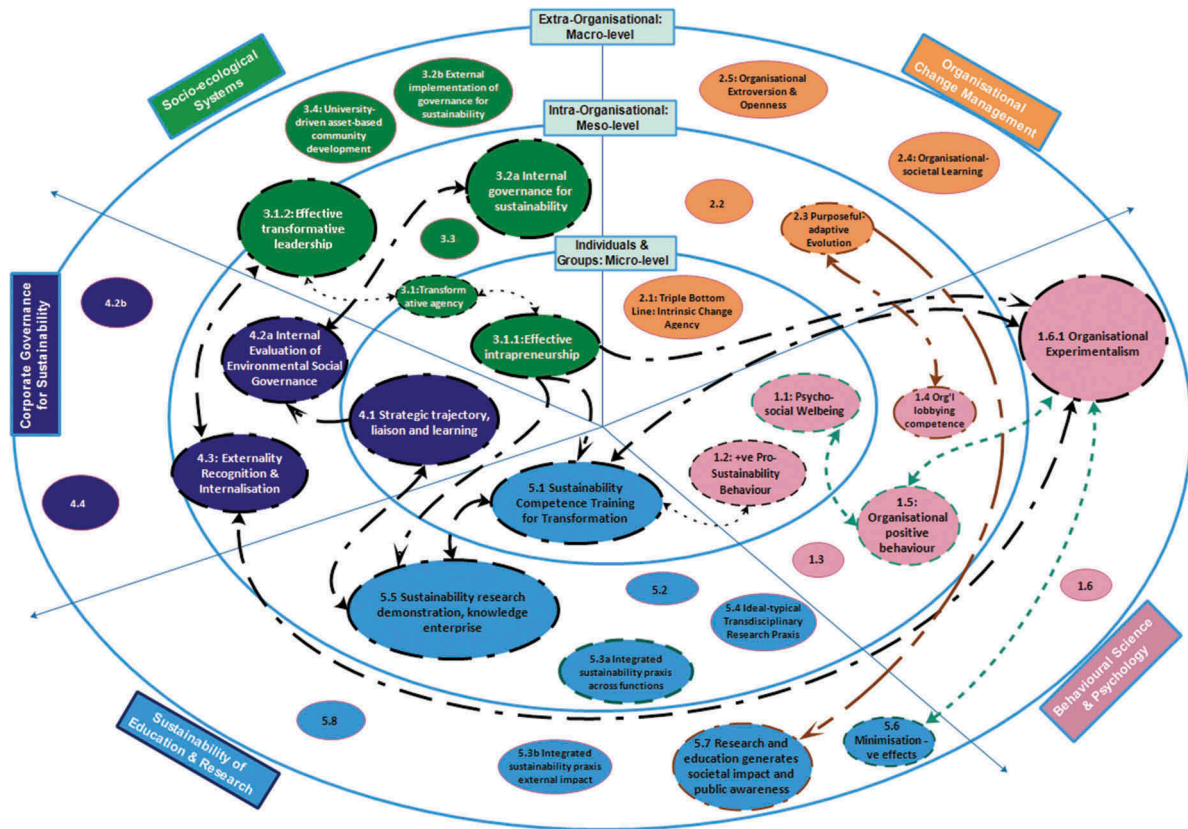 Extra-Organisational:
Macro-level
Socio-ecological
Systems
Organisational
Change Management
3.2b External
implementation of
governance for
sustainability
3.4: University-
driven asset-based
community
development
2.5: Organisational
Extroversion &
Openness
Intra-Organisational:
Meso-level
2.4: Organisational-
societal Learning
3.2a Internal
governance for
sustainability
3.1.2: Effective
transformative
leadership
3.3
2.2
2.3 Purposeful-
adaptive
Evolution
Individuals &
Groups: Micro-level
3.1:Transform
ative agency
2.1: Triple Bottom
Line: Intrinsic Change
Agency
Corporate Governance
for Sustainability
4.2b
4.2a Internal
Evaluation of
Environmental Social
Governance
3.1.1:Effective
intrapreneurship
1.6.1 Organisational
Experimentalism
4.1 Strategic trajectory,
liaison and learning
1.1: Psycho-
social Wellbeing
1.4 Org'l
lobbying
competence
4.3: Externality
Recognition &
Internalisation
4.4
1.2: +ve Pro-
Sustainability
Behaviour
5.1 Sustainability
Competence Training
for Transformation
1.5:
Organisational
positive
behaviour
1.3
1.6
5.5 Sustainability research
demonstration, knowledge
enterprise
5.2
5.4 Ideal-typical
Transdisciplinary
Research Praxis
5.3a Integrated
sustainability praxis
across functions
Behavioural Science
& Psychology
Sustainability of
Education & Research
5.8
5.3b Integrated
sustainability praxis
external impact
5.7 Research and
education generates
societal impact and
public awareness
5.6
Minimisation -
ve effects